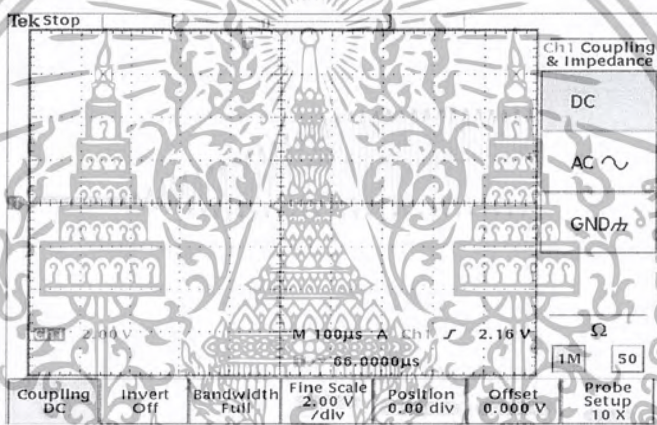 Tek Stop
Ch1 Coupling
& Impedance
DC
AC
GND
Ω
1M 50
Ch1 2.00 V M 100µs A Ch1 2.16 V
66.0000µs
Coupling
DC
Invert
Off
Bandwidth
Full
Fine Scale
2.00 V
/div
Position
0.00 div
Offset
0.000 V
Probe
Setup
10 X